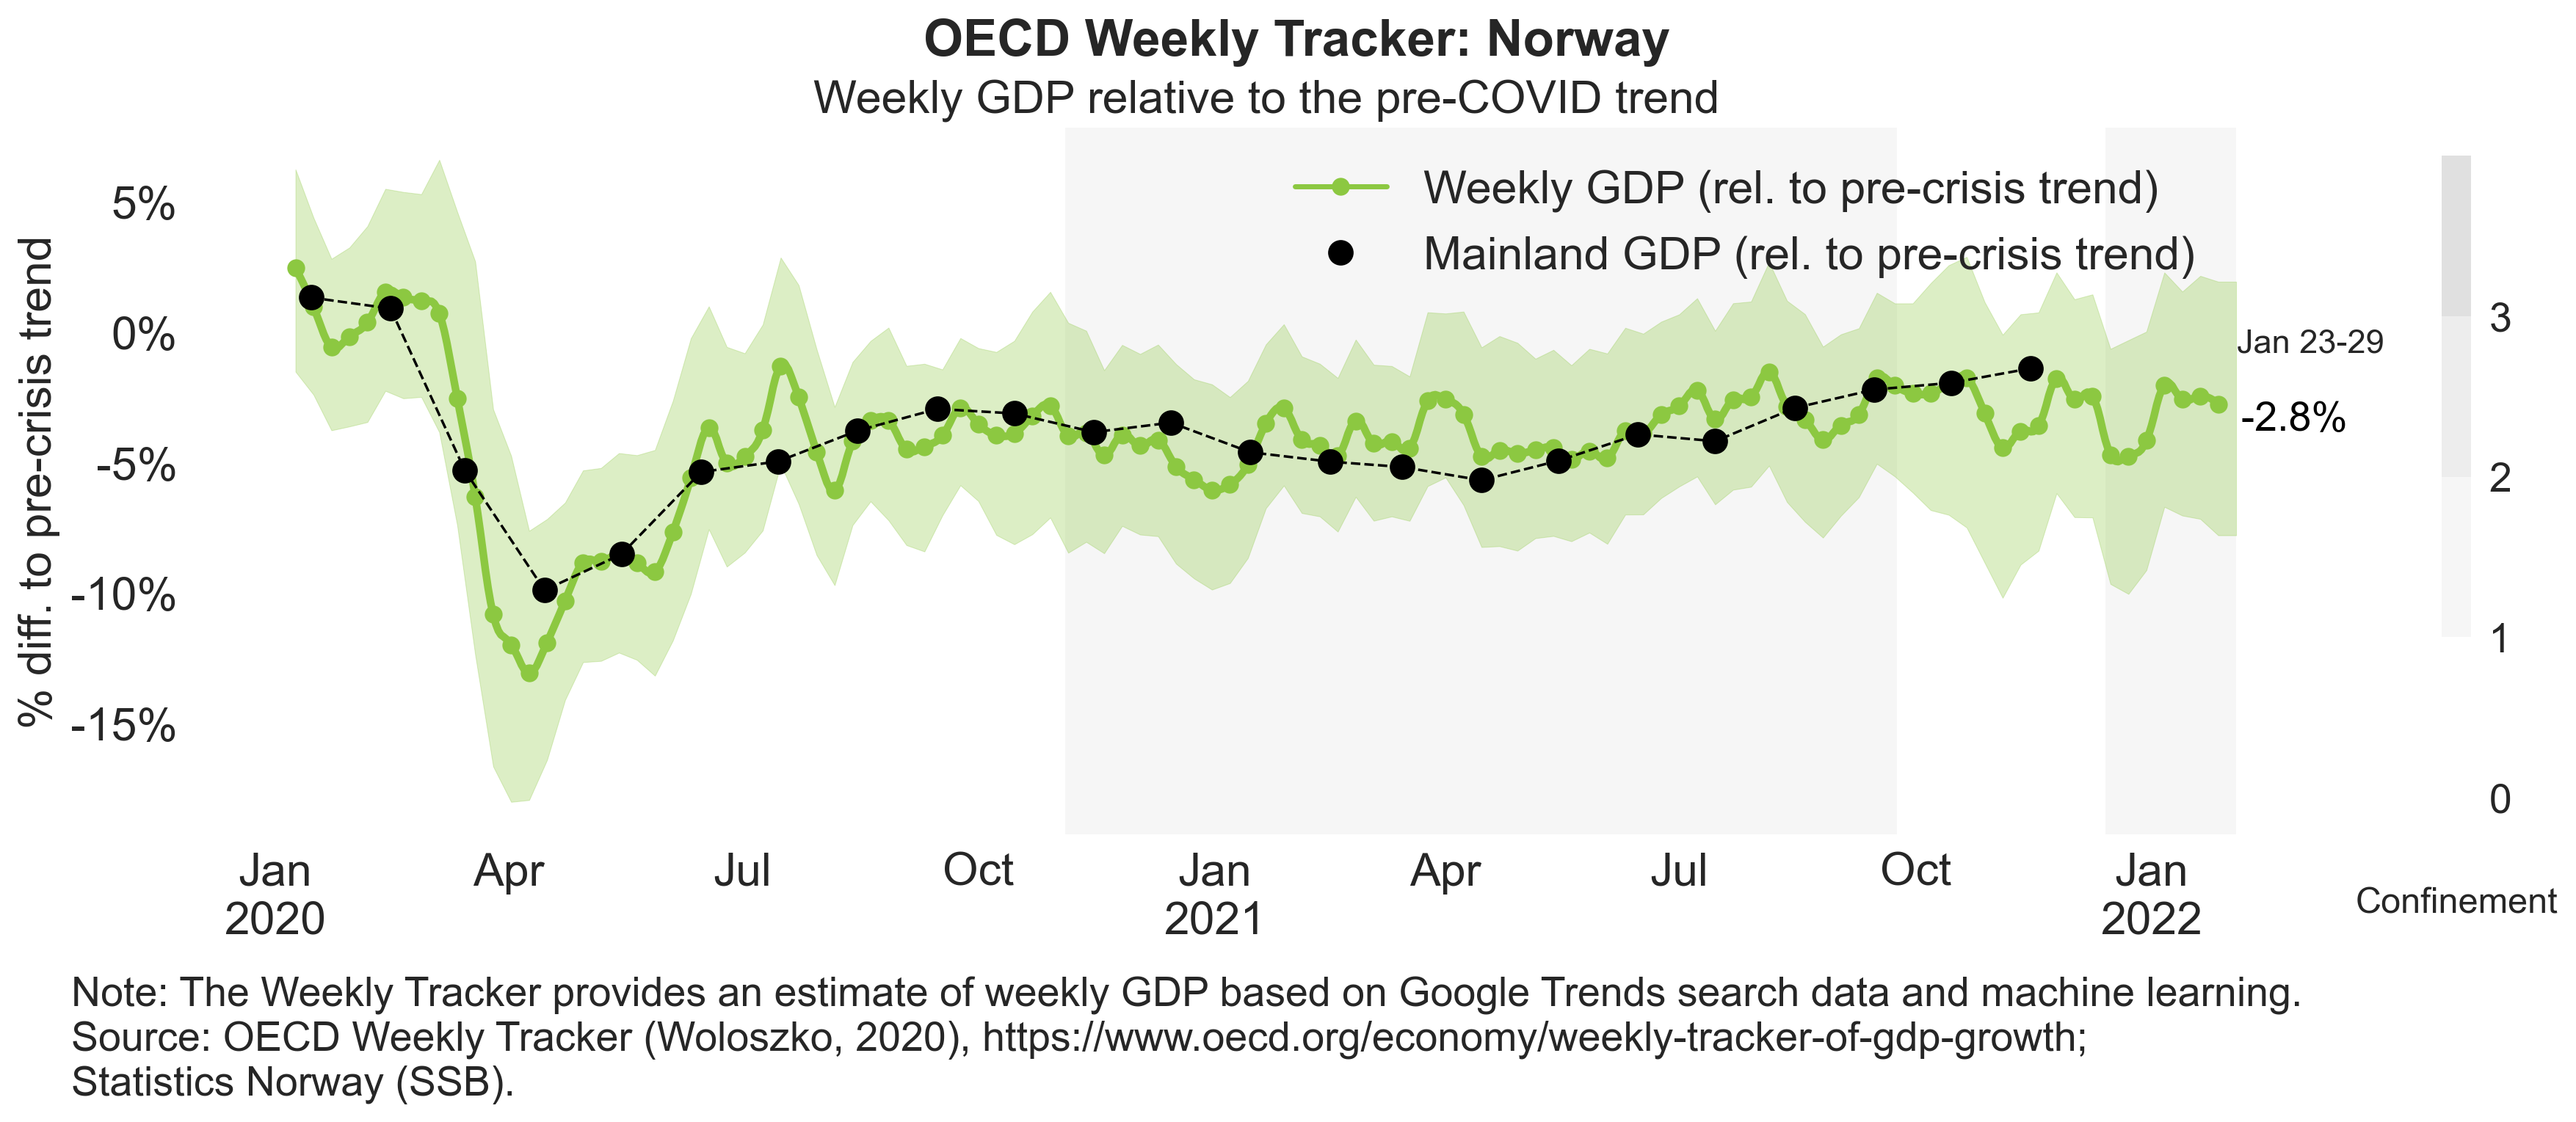 OECD Weekly Tracker: Norway
Weekly GDP relative to the pre-COVID trend
Weekly GDP (rel. to pre-crisis trend)
Mainland GDP (rel. to pre-crisis trend)
% diff. to pre-crisis trend
5%
0%
-5%
-10%
-15%
Jan 23-29
-2.8%
3
2
1
0
Confinement
Jan Apr Jul Oct Jan Apr Jul Oct Jan
2020 2021 2022
Note: The Weekly Tracker provides an estimate of weekly GDP based on Google Trends search data and machine learning.
Source: OECD Weekly Tracker (Woloszko, 2020), https://www.oecd.org/economy/weekly-tracker-of-gdp-growth;
Statistics Norway (SSB).